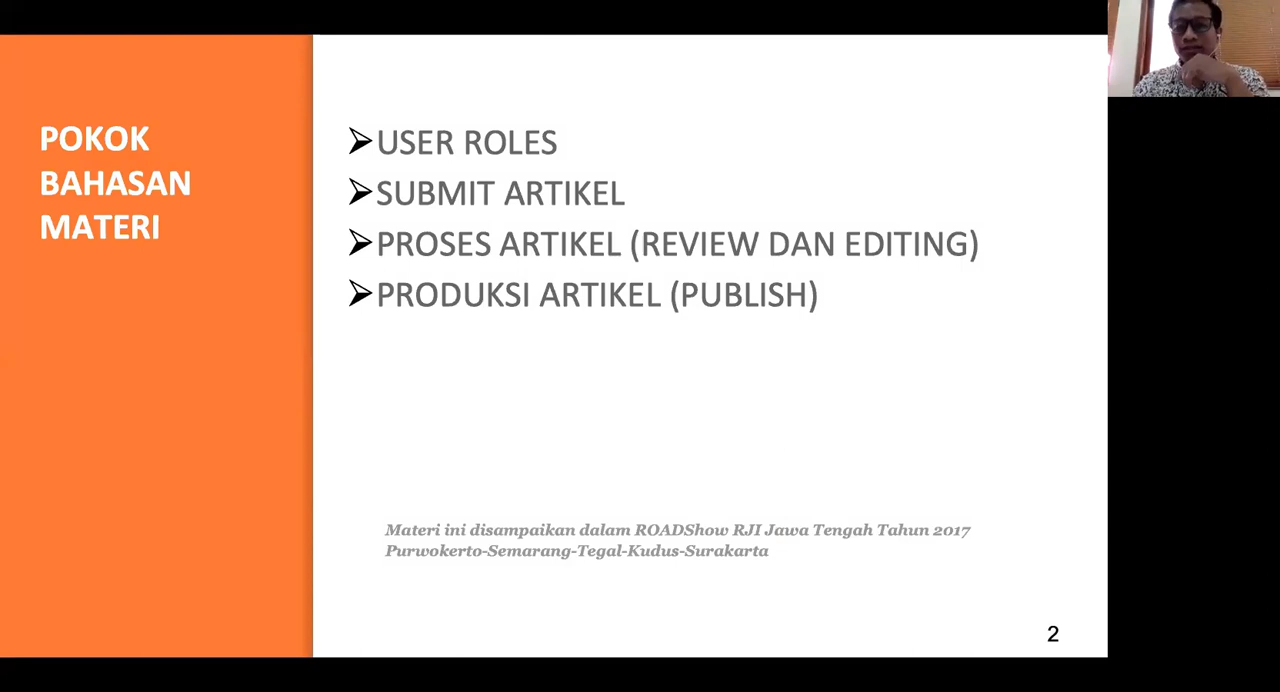 POKOK
BAHASAN
MATERI
USER ROLES
SUBMIT ARTIKEL
PROSES ARTIKEL (REVIEW DAN EDITING)
PRODUKSI ARTIKEL (PUBLISH)
Materi ini disampaikan dalam ROADShow RJI Jawa Tengah Tahun 2017
Purwokerto-Semarang-Tegal-Kudus-Surakarta
2